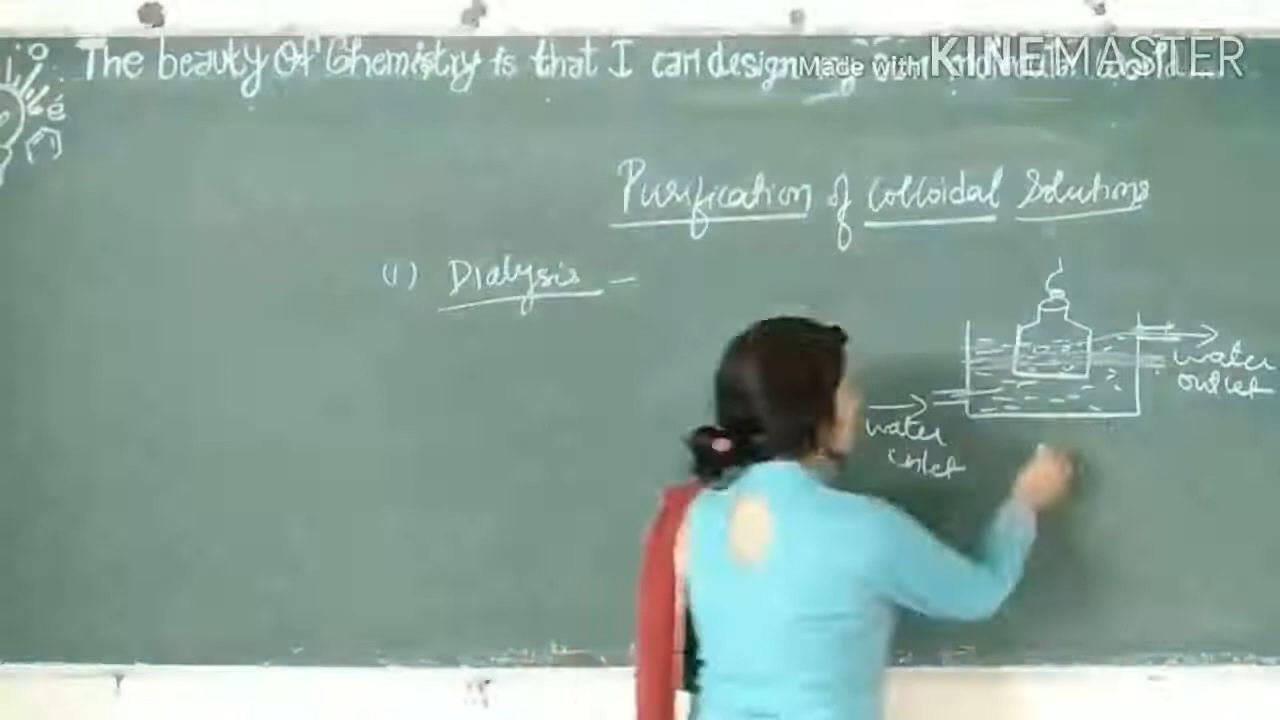 The beauty Of Chemistry is that I can design
Made with KINEMASTER
é
Purification of Colloidal Solutions
(1) Dialysis –
water
outlet
water
inlet